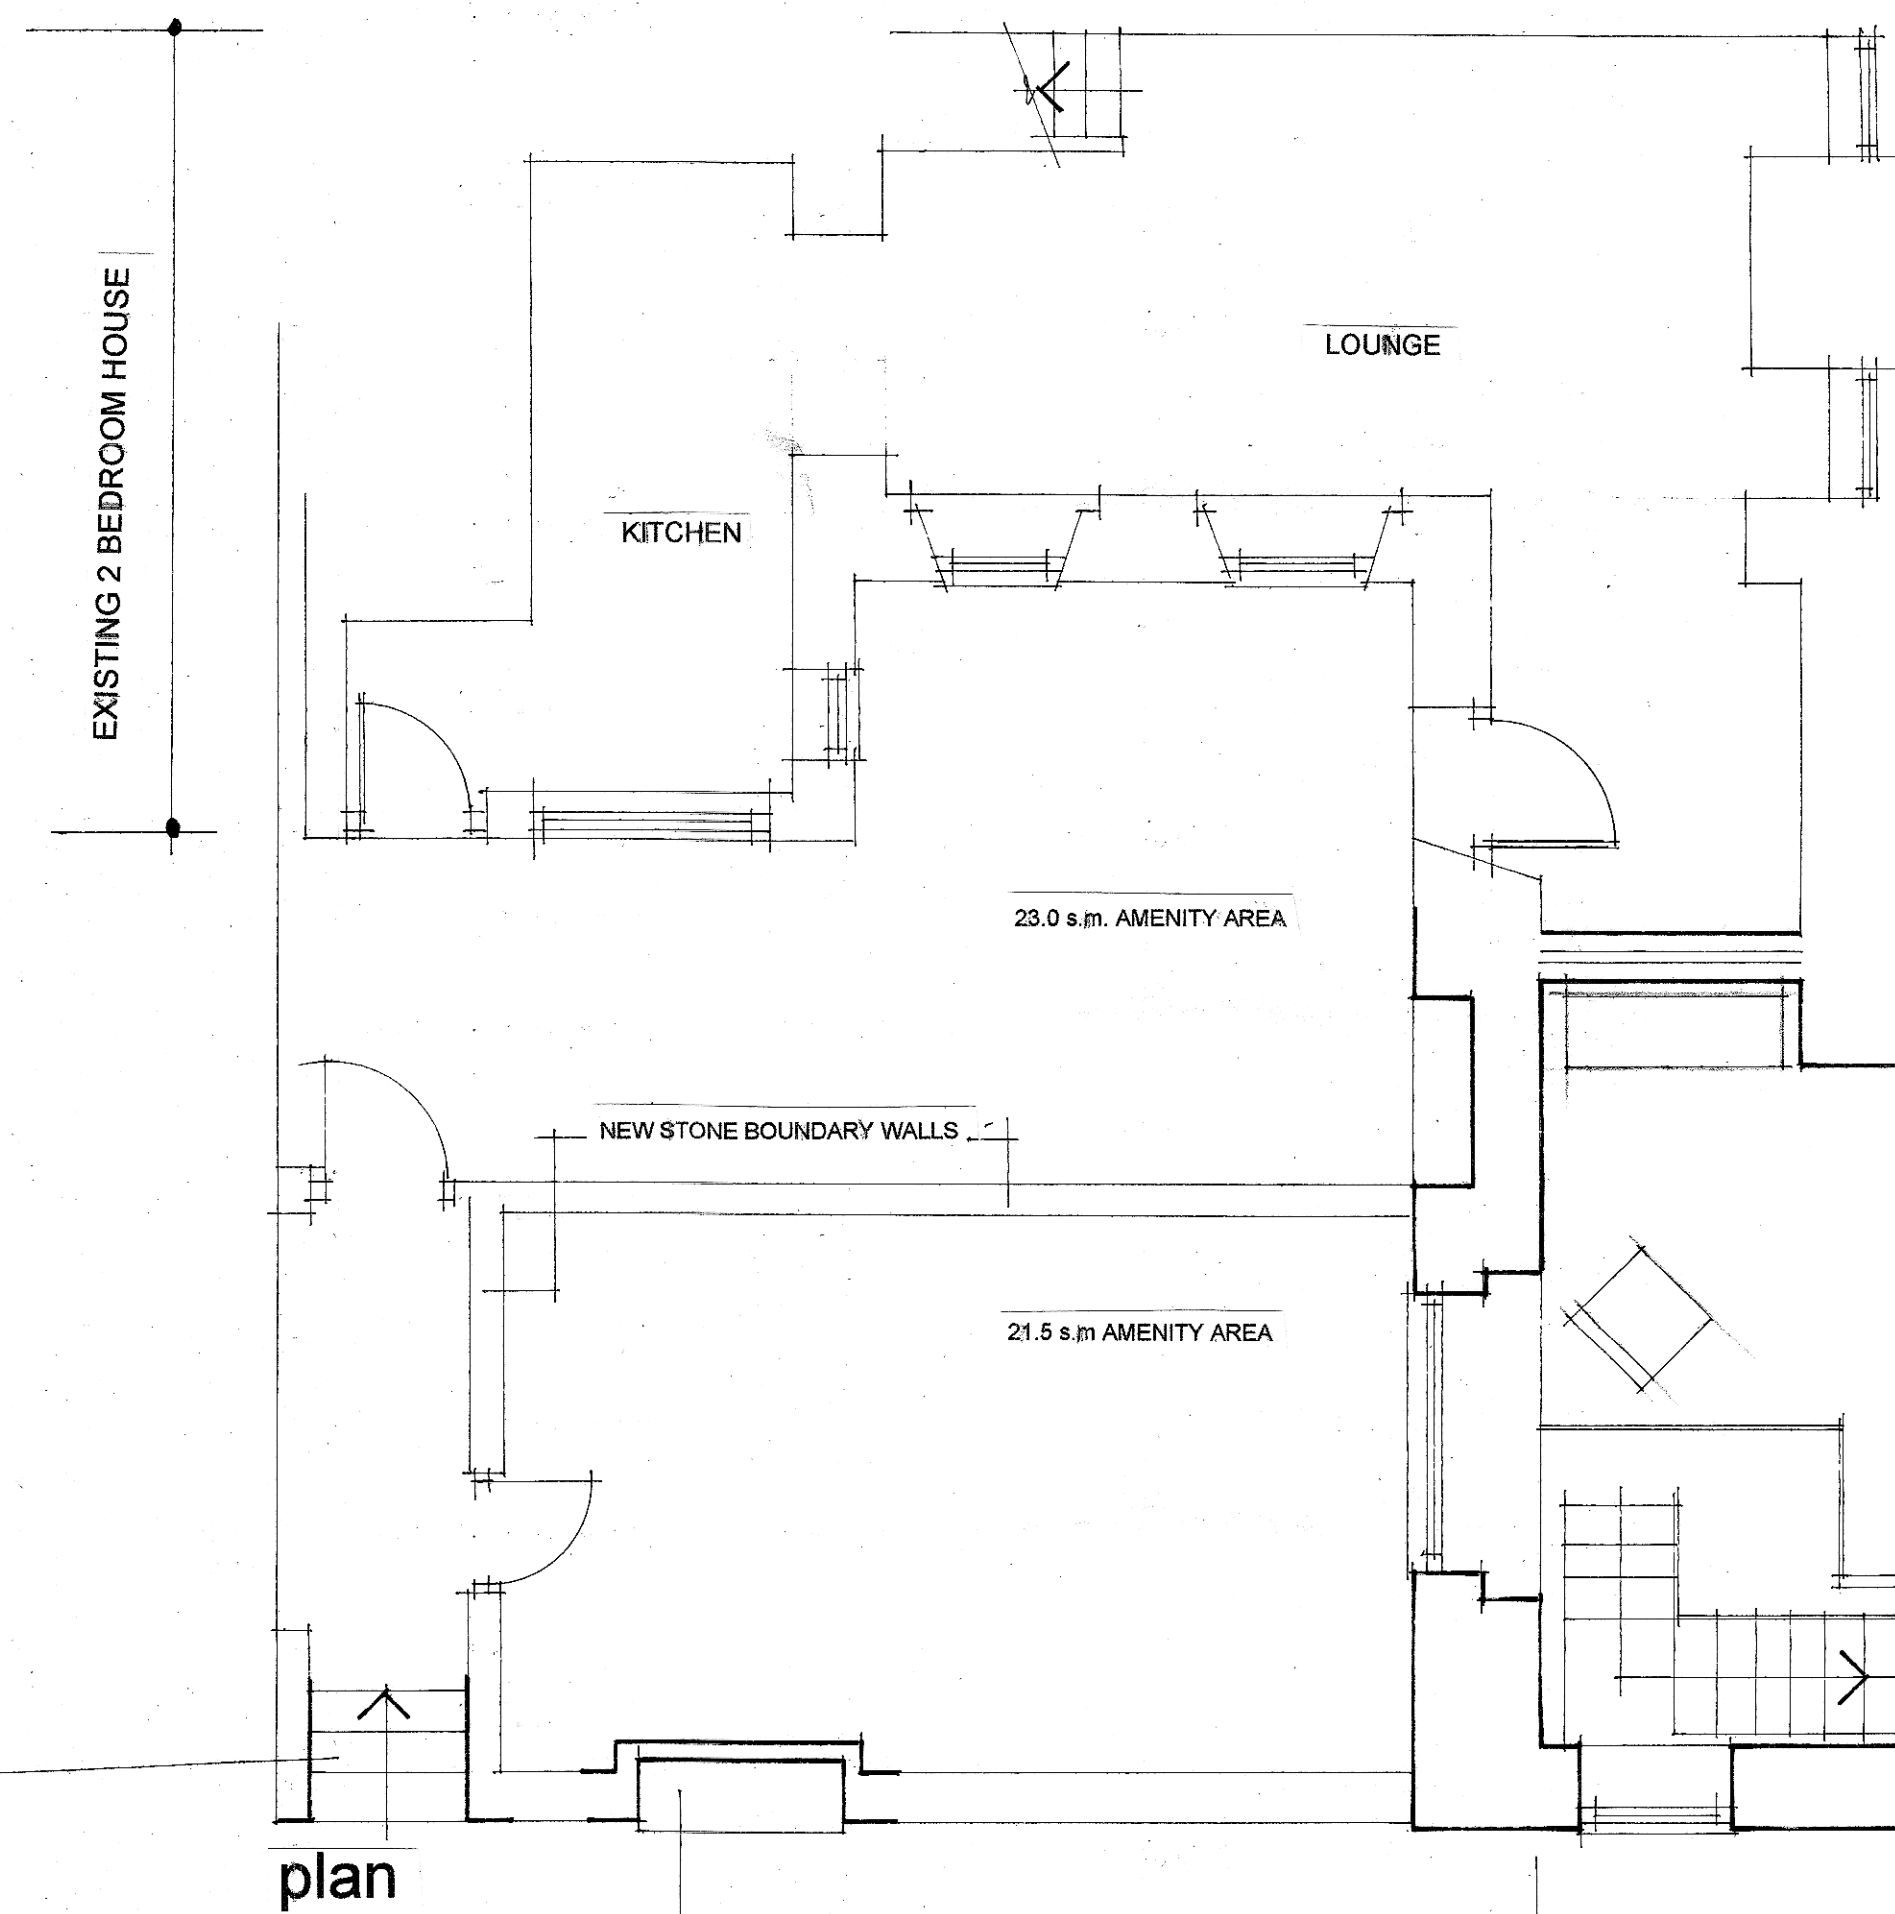 EXISTING 2 BEDROOM HOUSE
LOUNGE
KITCHEN
23.0 s.m. AMENITY AREA
NEW STONE BOUNDARY WALLS
21.5 s.m AMENITY AREA
plan